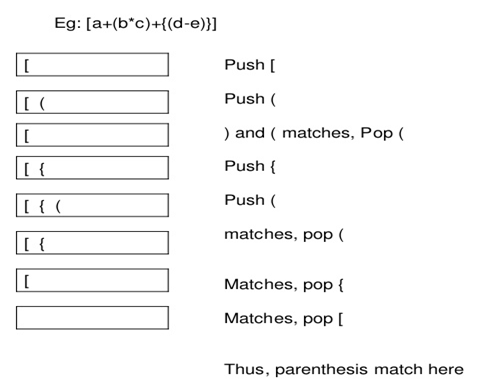 Eg: [a+(b*c)+{(d-e)}]
[ Push [
[ ( Push (
[ ) and ( matches, Pop (
[ { Push {
[ { ( Push (
[ { matches, pop (
[ Matches, pop {
Matches, pop [
Thus, parenthesis match here